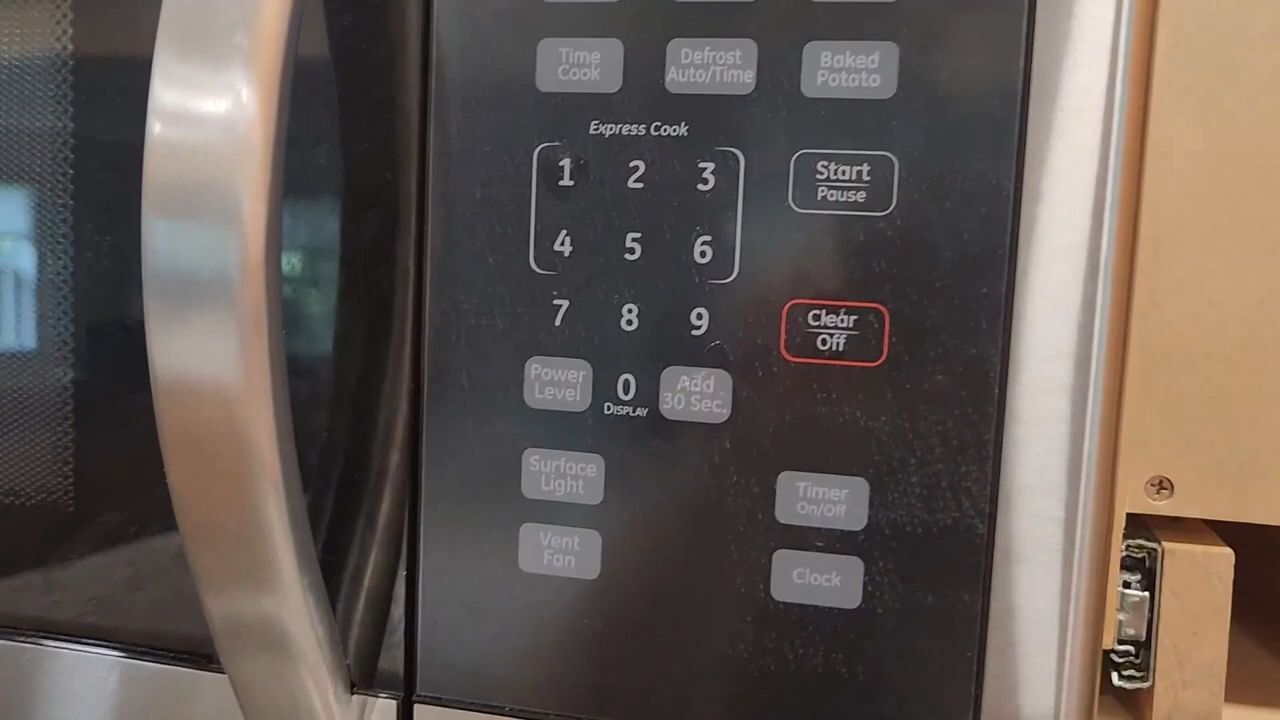 Time
Cook
Defrost
Auto/Time
Baked
Potato
Express Cook
1 2 3
Start
Pause
4 5 6
7 8 9
Clear
Off
Power
Level
0
DISPLAY
Add
30 Sec.
Surface
Light
Timer
On/Off
Vent
Fan
Clock